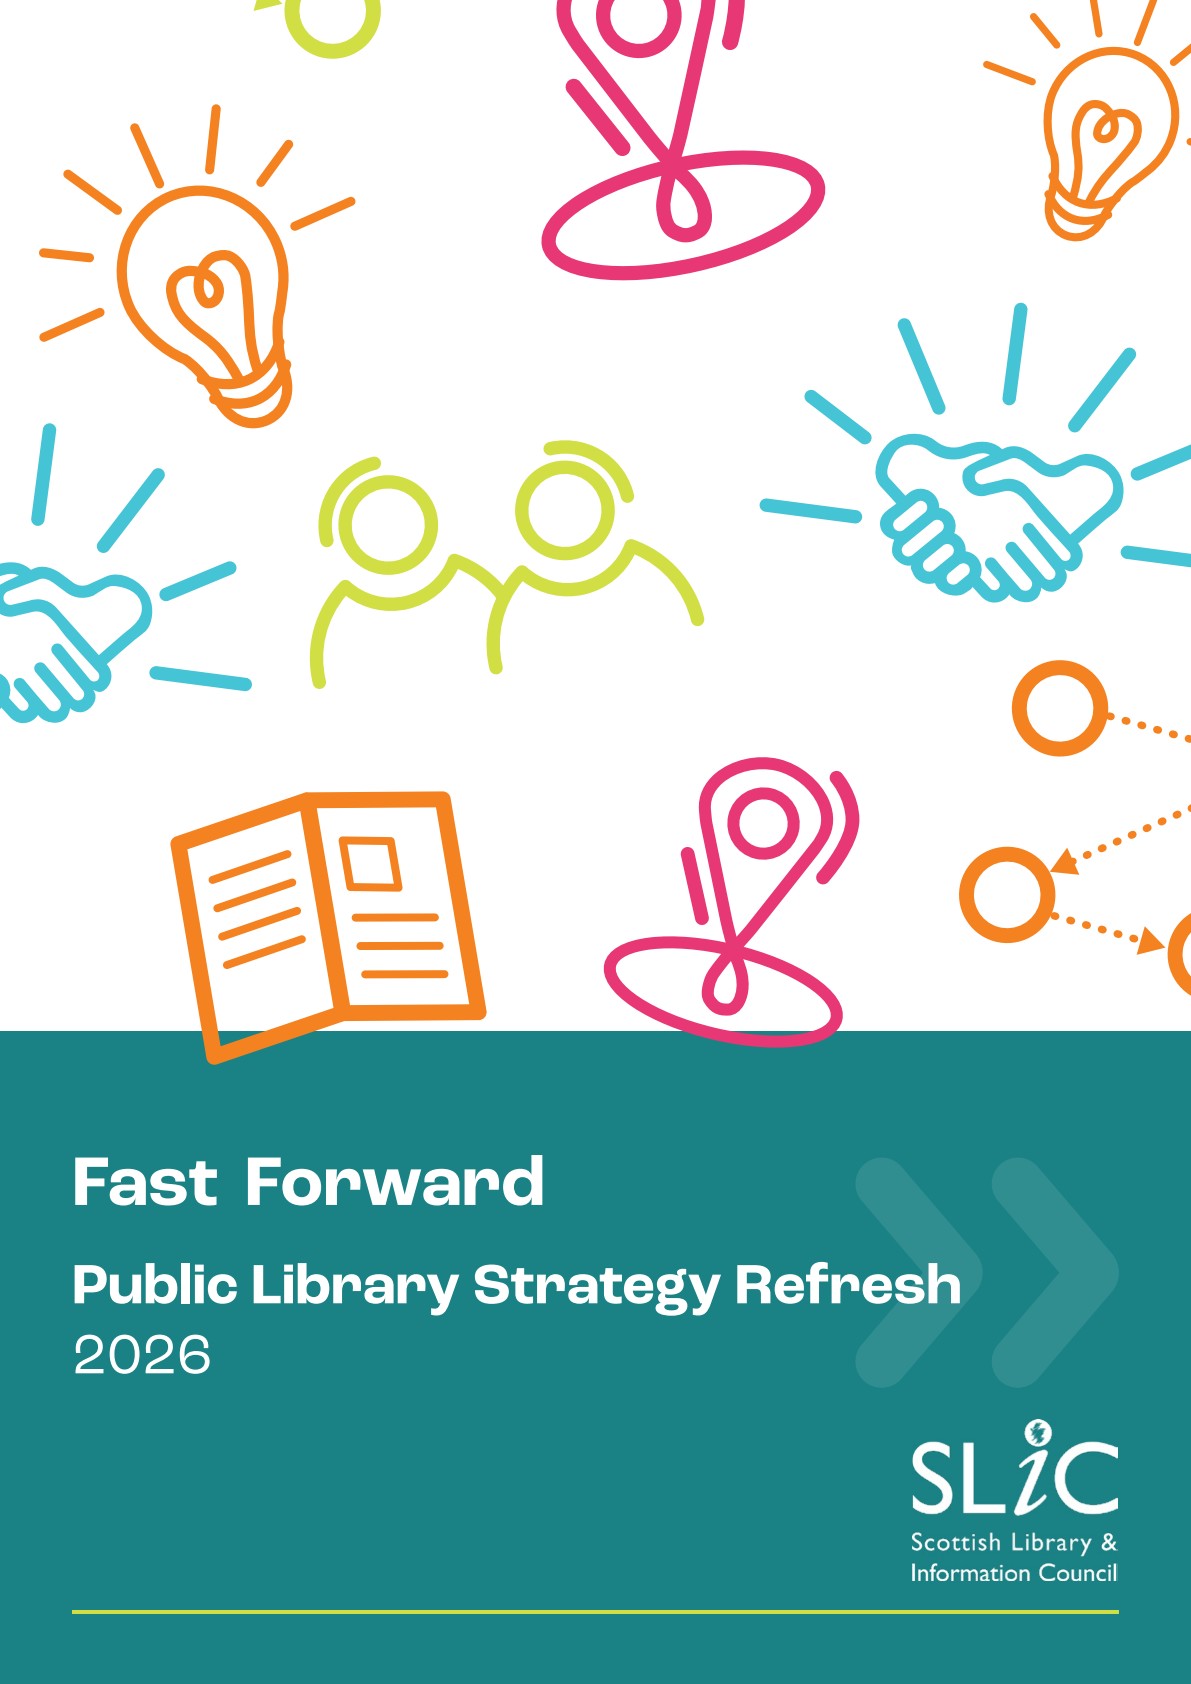 Fast Forward
Public Library Strategy Refresh
2026
SLiC
Scottish Library &
Information Council